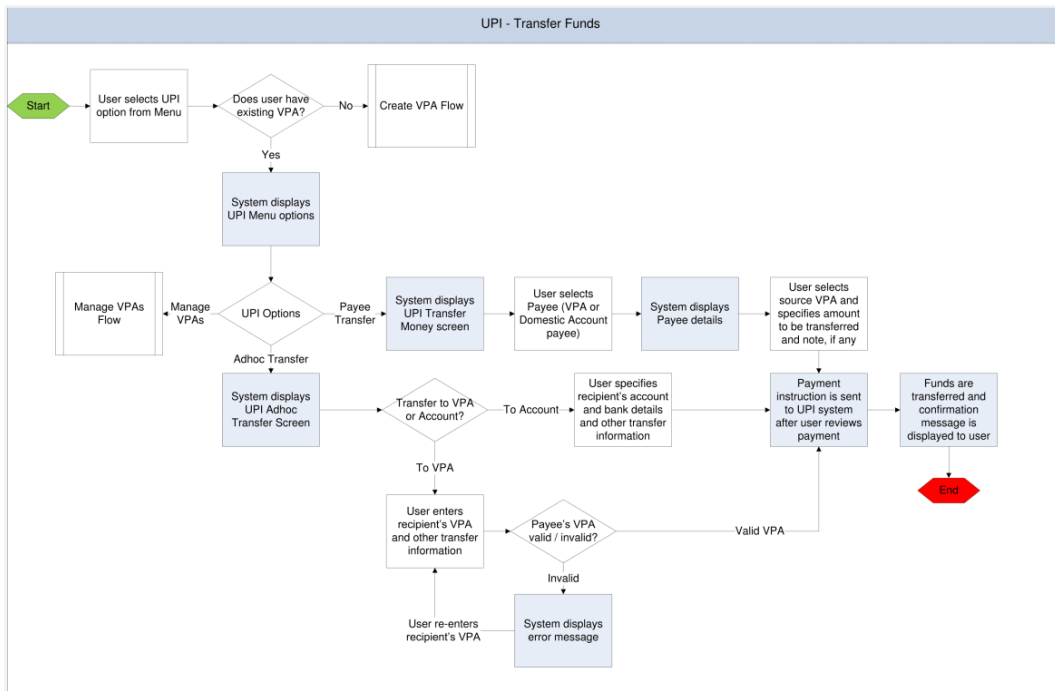 UPI - Transfer Funds
Start
User selects UPI
option from Menu
Does user have
existing VPA?
No
Create VPA Flow
Yes
System displays
UPI Menu options
Manage VPAs
Flow
Manage
VPAs
UPI Options
Payee
Transfer
System displays
UPI Transfer
Money screen
User selects
Payee (VPA or
Domestic Account
payee)
System displays
Payee details
User selects
source VPA and
specifies amount
to be transferred
and note, if any
Adhoc Transfer
System displays
UPI Adhoc
Transfer Screen
Transfer to VPA
or Account?
To Account
User specifies
recipient's account
and bank details
and other transfer
information
Payment
instruction is sent
to UPI system
after user reviews
payment
Funds are
transferred and
confirmation
message is
displayed to user
End
To VPA
User enters
recipient's VPA
and other transfer
information
Payee's VPA
valid / invalid?
Valid VPA
Invalid
User re-enters
recipient's VPA
System displays
error message